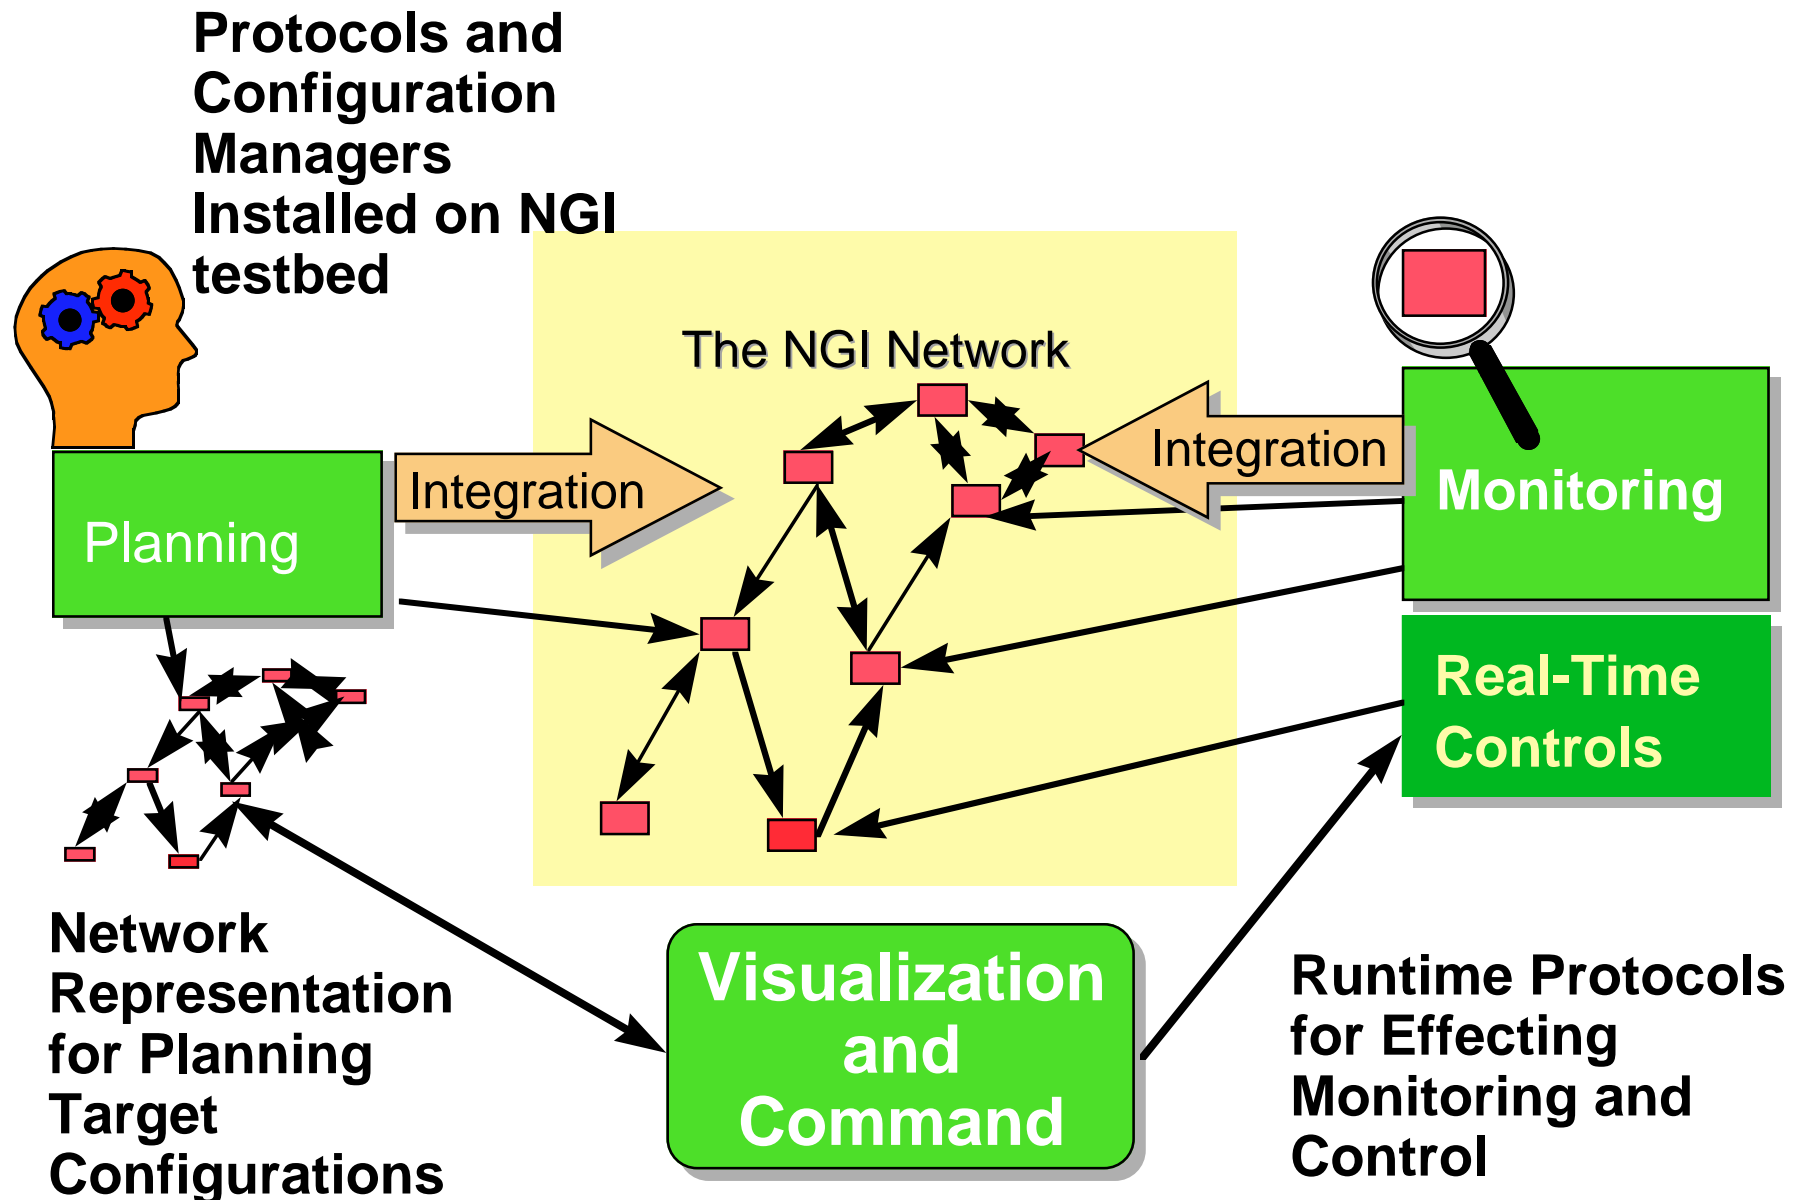 Protocols and
Configuration
Managers
Installed on NGI
testbed
The NGI Network
Integration
Integration
Planning
Monitoring
Real-Time
Controls
Network
Representation
for Planning
Target
Configurations
Visualization
and
Command
Runtime Protocols
for Effecting
Monitoring and
Control